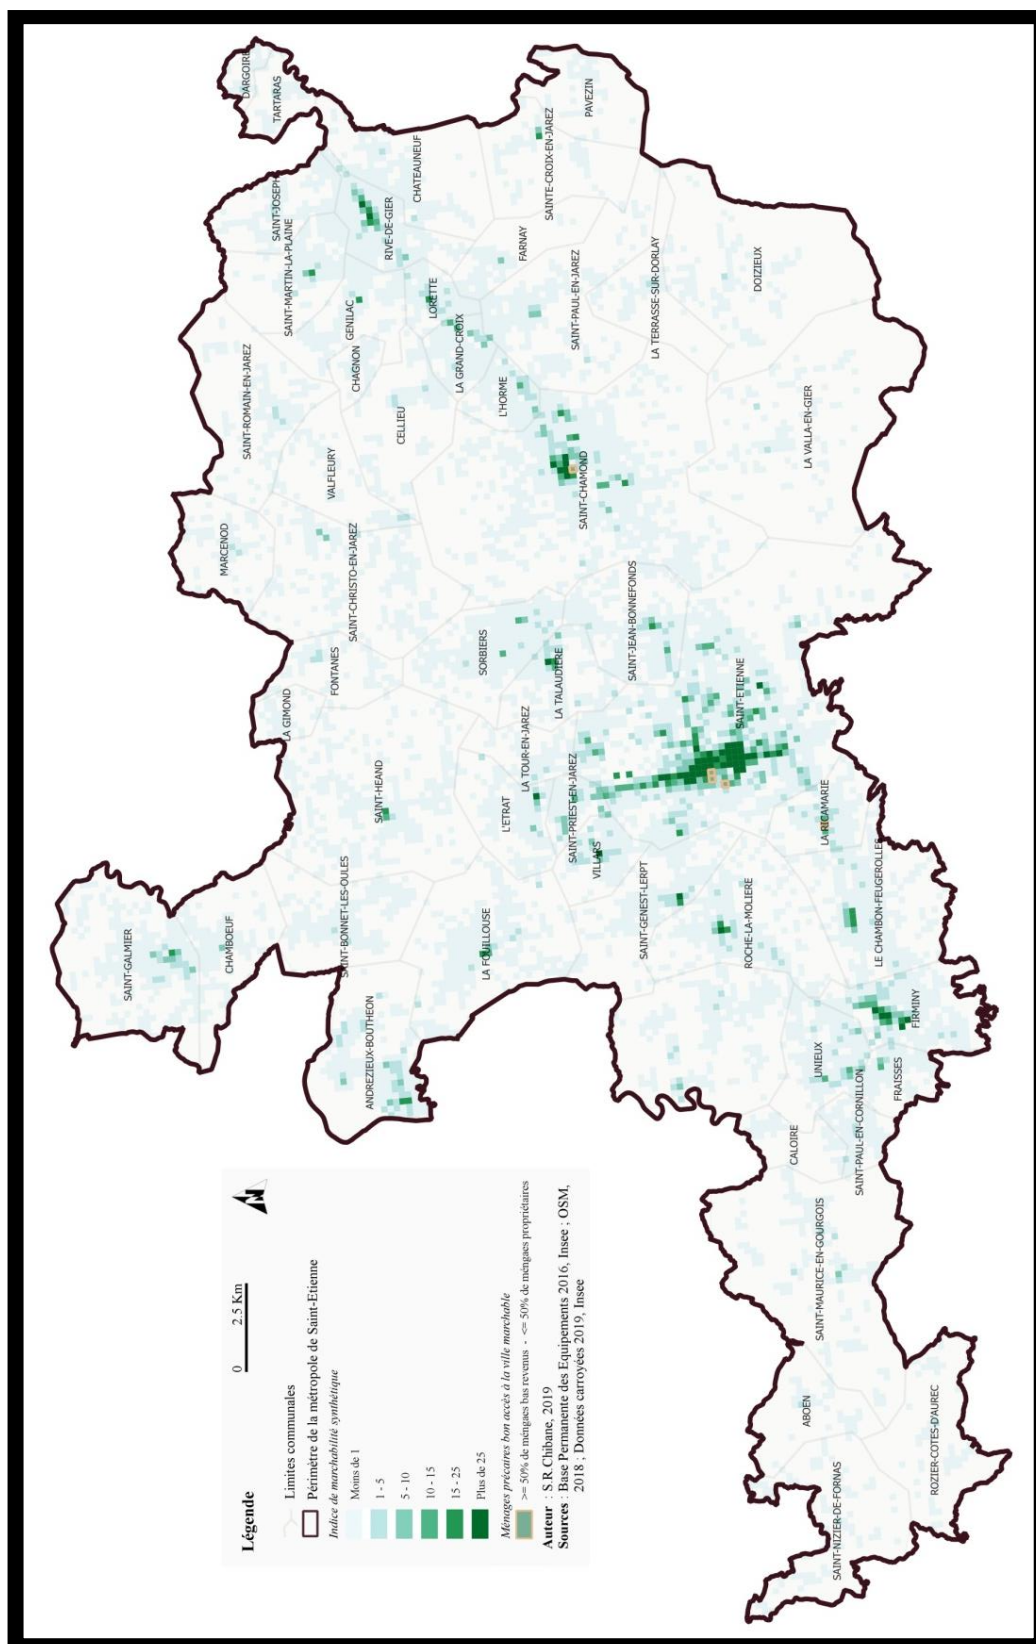 Légende
0 2.5 Km
N
Limites communales
Périmètre de la métropole de Saint-Etienne
Indice de marchabilité synthétique
Moins de 1
1 - 5
5 - 10
10 - 15
15 - 25
Plus de 25
Ménages précaires bon accès à la ville marchable
>= 50% de méngaes bas revenus - <= 50% de méngaes propriétaires
Auteur : S.R.Chibane, 2019
Sources : Base Permanente des Equipements 2016, Insee ; OSM,
2018 ; Données carroyées 2019, Insee
SAINT-GALMIER
CHAMBOEUF
ANDREZIEUX-BOUTHEON
SAINT-BONNET-LES-OULES
SAINT-HEAND
LA GIMOND
FONTANES
SAINT-CHRISTO-EN-JAREZ
MARCENOD
VALFLEURY
SAINT-ROMAIN-EN-JAREZ
CHAGNON
GENILAC
SAINT-MARTIN-LA-PLAINE
SAINT-JOSEPH
TARTARAS
DARGOIRE
CELLIEU
RIVE-DE-GIER
CHATEAUNEUF
LORETTE
LA GRAND-CROIX
L'HORME
FARNAY
SAINTE-CROIX-EN-JAREZ
PAVEZIN
SAINT-PAUL-EN-JAREZ
LA TERRASSE-SUR-DORLAY
DOIZIEUX
LA VALLA-EN-GIER
SAINT-CHAMOND
LA FOUILLOUSE
L'ETRAT
LA TOUR-EN-JAREZ
SORBIERS
LA TALAUDIERE
SAINT-PRIEST-EN-JAREZ
VILLARS
SAINT-JEAN-BONNEFONDS
SAINT-GENEST-LERPT
SAINT-ETIENNE
ROCHE-LA-MOLIERE
LA RICAMARIE
LE CHAMBON-FEUGEROLLES
FIRMINY
UNIEUX
FRAISSES
SAINT-PAUL-EN-CORNILLON
CALOIRE
SAINT-MAURICE-EN-GOURGOIS
ABOEN
ROZIER-COTES-D'AUREC
SAINT-NIZIER-DE-FORNAS